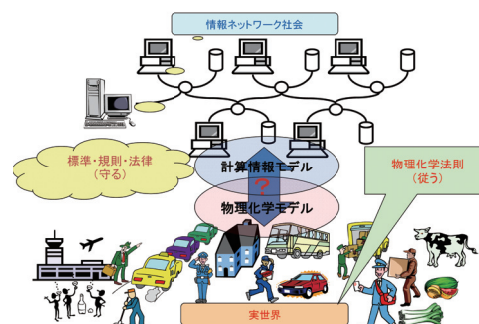 情報ネットワーク社会
標準・規則・法律
（守る）
計算情報モデル
?
物理化学モデル
物理化学法則
（従う）
実世界